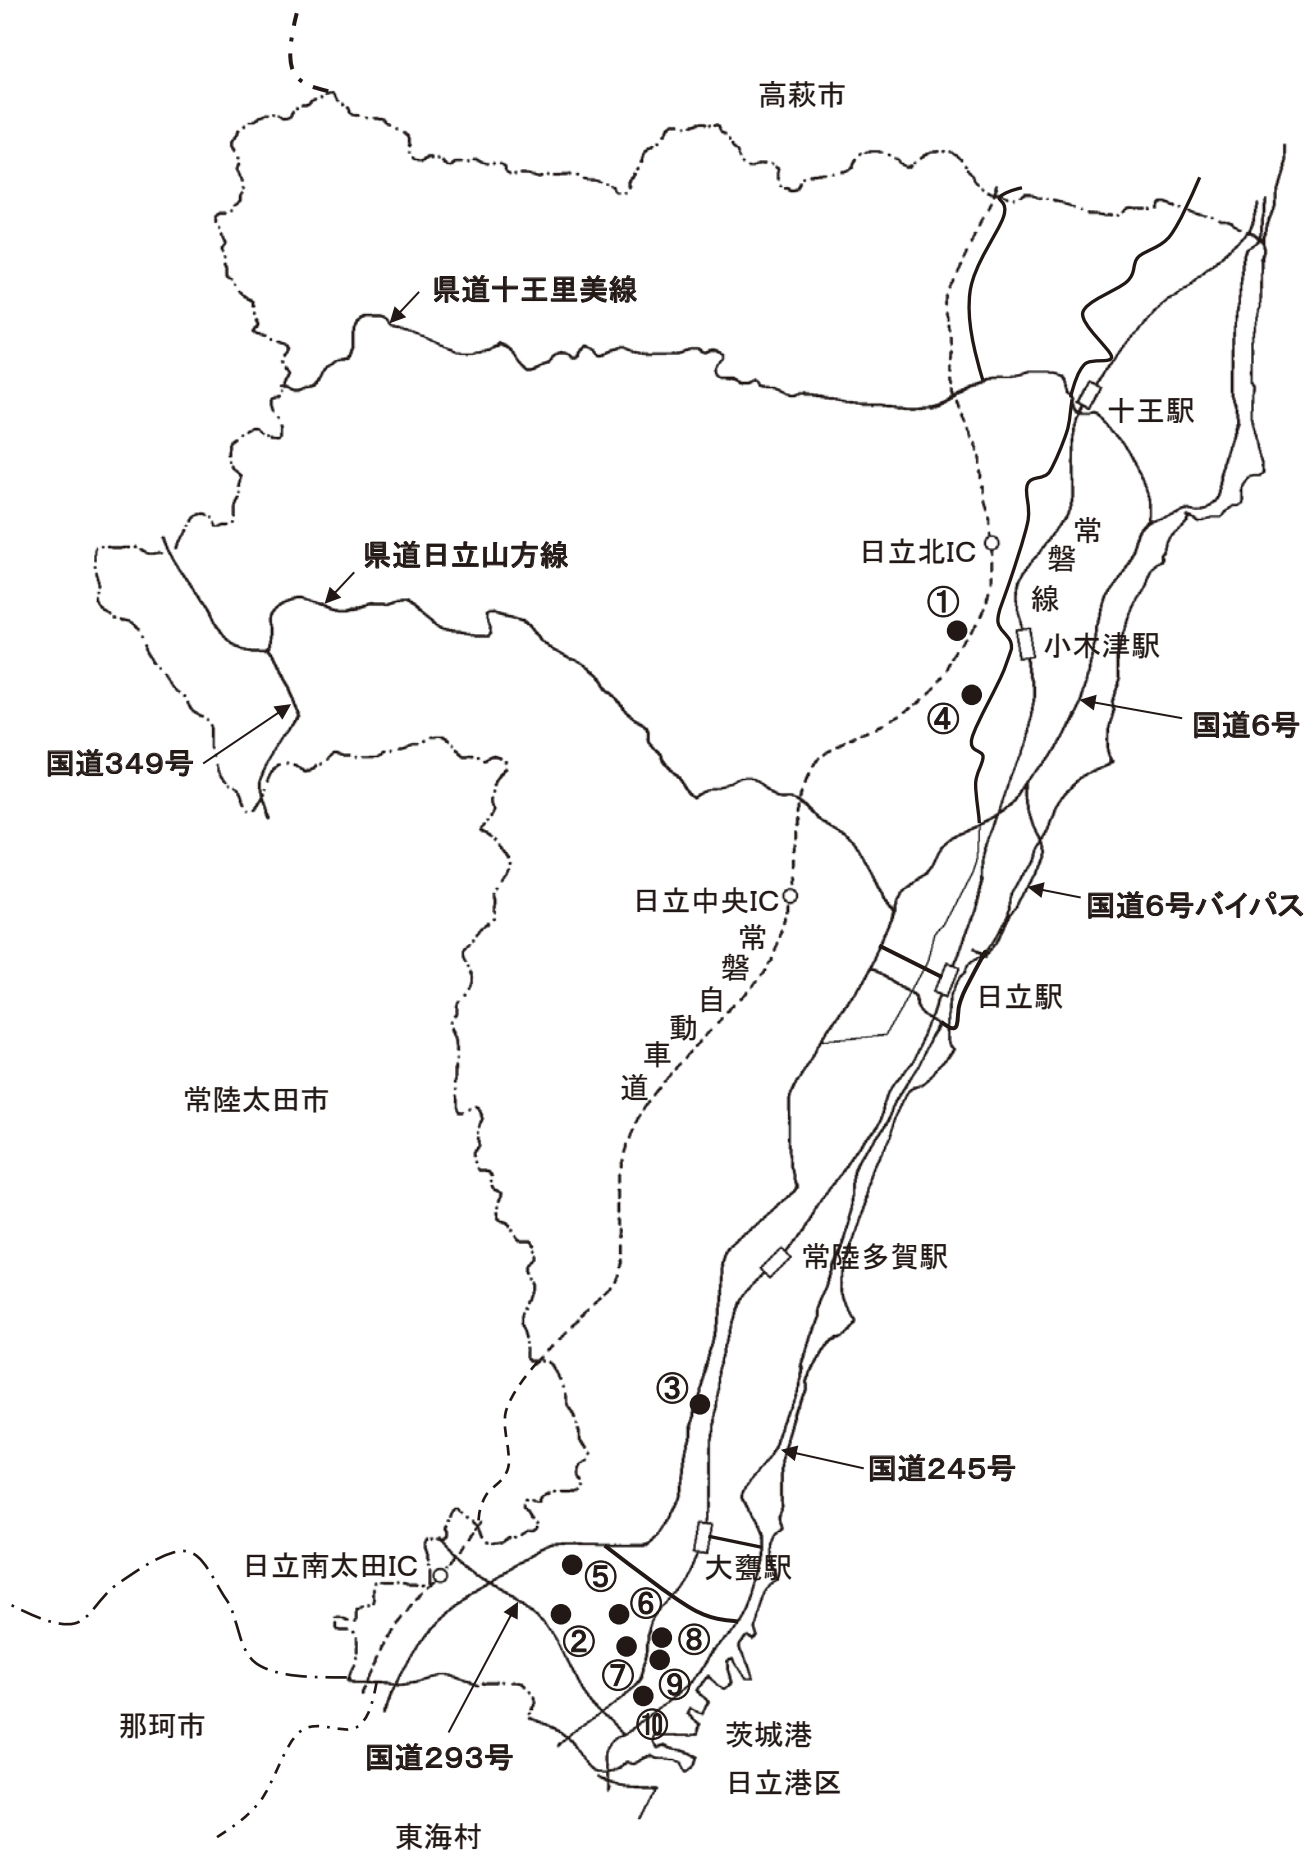 高萩市
県道十王里美線
十王駅
常磐線
日立北IC
県道日立山方線
①
小木津駅
④
国道6号
国道349号
日立中央IC
国道6号バイパス
常磐自動車道
日立駅
常陸太田市
常陸多賀駅
③
国道245号
日立南太田IC
大甕駅
⑤
⑥
②
⑧
⑦
⑨
⑩
那珂市
国道293号
茨城港
日立港区
東海村